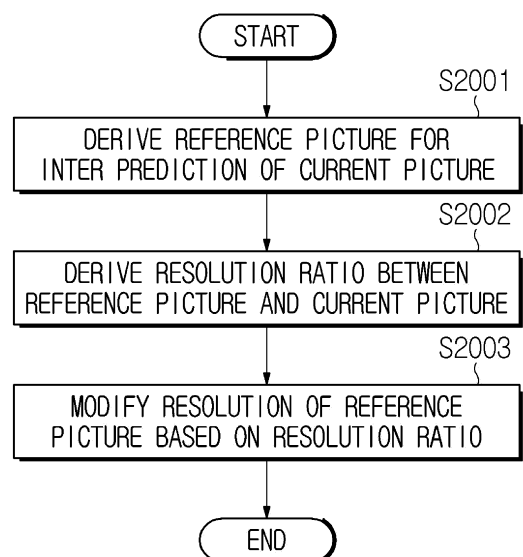 START
S2001
DERIVE REFERENCE PICTURE FOR
INTER PREDICTION OF CURRENT PICTURE
S2002
DERIVE RESOLUTION RATIO BETWEEN
REFERENCE PICTURE AND CURRENT PICTURE
S2003
MODIFY RESOLUTION OF REFERENCE
PICTURE BASED ON RESOLUTION RATIO
END